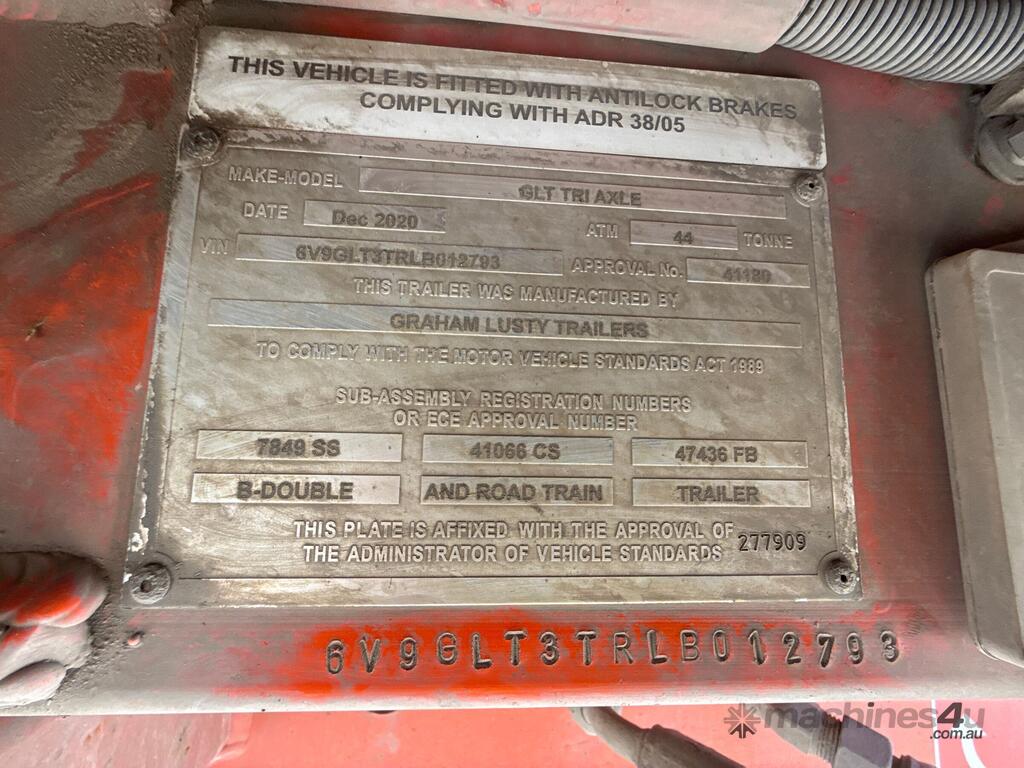 THIS VEHICLE IS FITTED WITH ANTILOCK BRAKES
COMPLYING WITH ADR 38/05
MAKE-MODEL GLT TRI AXLE
DATE Dec 2020 ATM 44 TONNE
VIN 6V9GLT3TRLB012793 APPROVAL No. 41180
THIS TRAILER WAS MANUFACTURED BY
GRAHAM LUSTY TRAILERS
TO COMPLY WITH THE MOTOR VEHICLE STANDARDS ACT 1989
SUB-ASSEMBLY REGISTRATION NUMBERS
OR ECE APPROVAL NUMBER
7849 SS 41066 CS 47436 FB
B-DOUBLE AND ROAD TRAIN TRAILER
THIS PLATE IS AFFIXED WITH THE APPROVAL OF
THE ADMINISTRATOR OF VEHICLE STANDARDS 277909
6V9GLT3TRLB012793
machines4u
.com.au